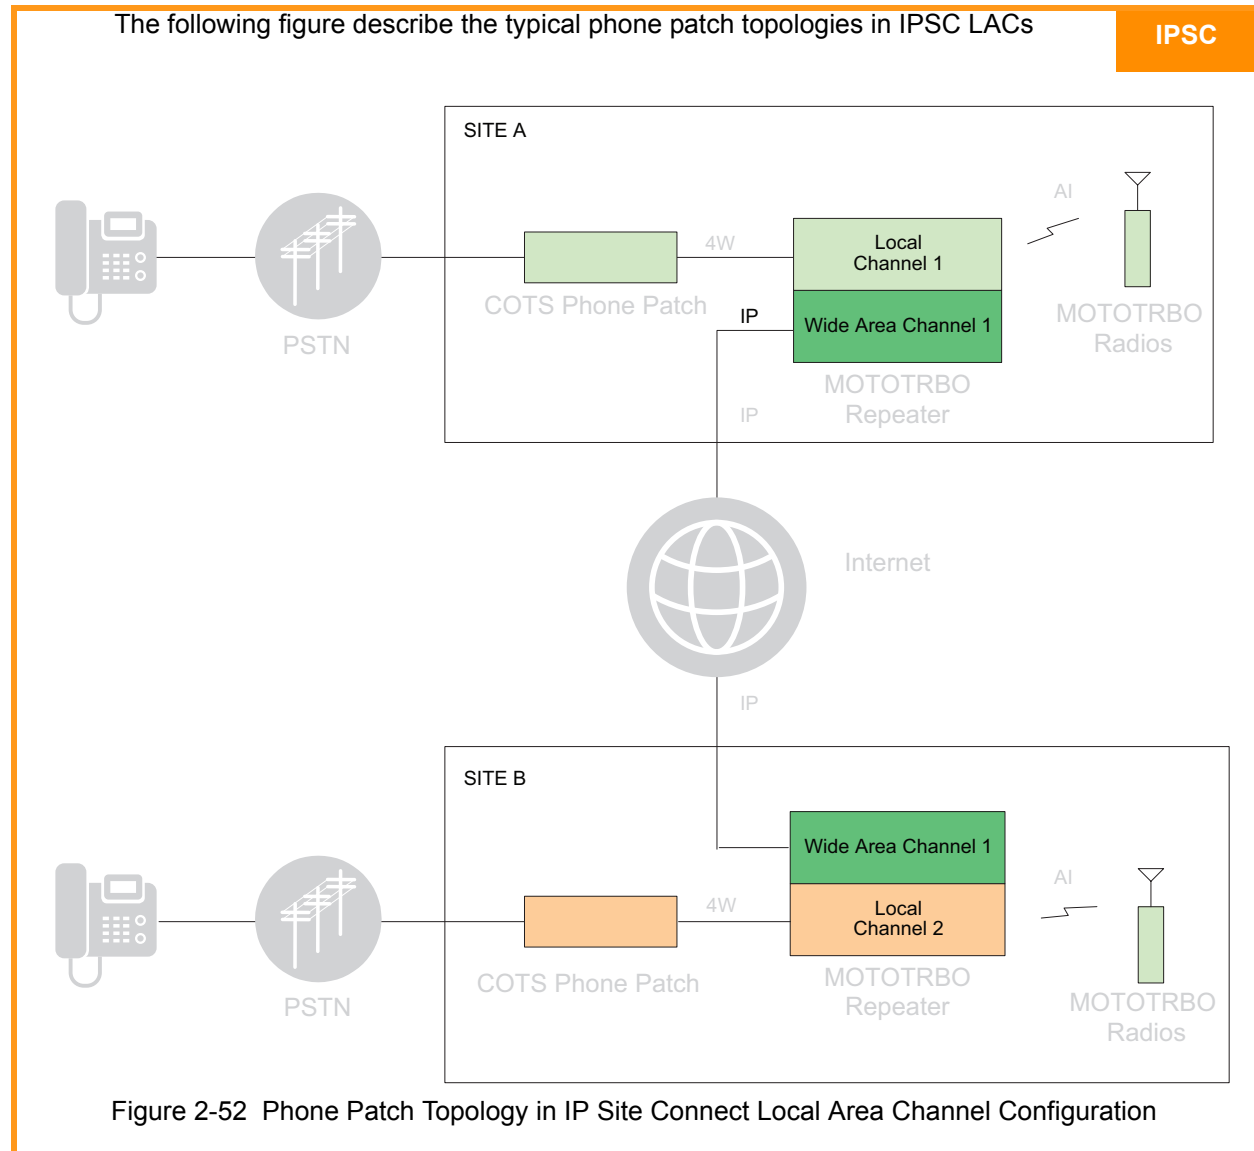 The following figure describe the typical phone patch topologies in IPSC LACs
IPSC
SITE A
AI
4W
Local
Channel 1
COTS Phone Patch
IP
Wide Area Channel 1
MOTOTRBO
Radios
PSTN
MOTOTRBO
Repeater
IP
Internet
IP
SITE B
Wide Area Channel 1
AI
4W
Local
Channel 2
COTS Phone Patch
MOTOTRBO
Repeater
PSTN
MOTOTRBO
Radios
Figure 2-52 Phone Patch Topology in IP Site Connect Local Area Channel Configuration